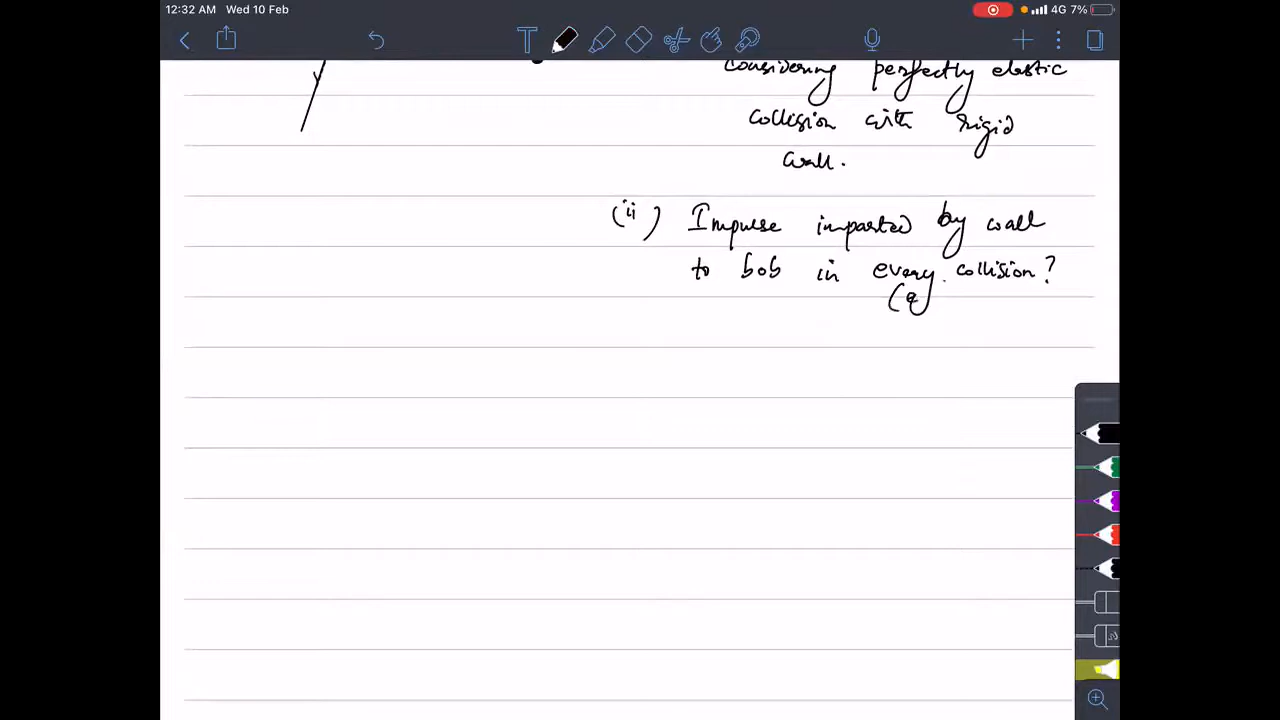 12:32 AM Wed 10 Feb
4G 7%
T
Considering perfectly elastic
collision with rigid
wall.
(ii) Impulse imparted by wall
to bob in every collision?
(e